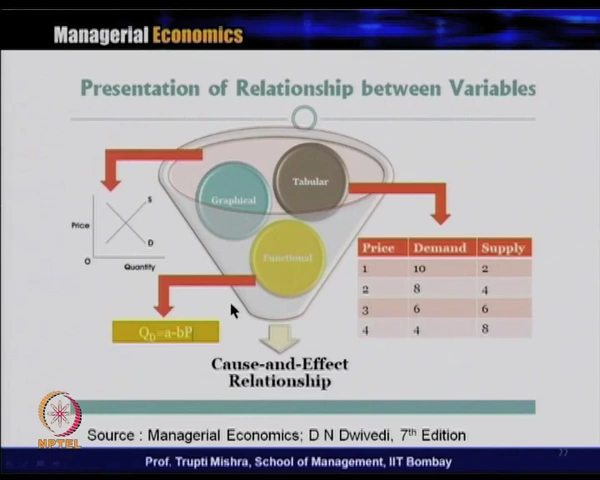 Managerial Economics
Presentation of Relationship between Variables
Graphical
Tabular
Functional
Price
S
D
O
Quantity
Price Demand Supply
1 10 2
2 8 4
3 6 6
4 4 8
Q_D=a-bP
Cause-and-Effect
Relationship
NPTEL
Source : Managerial Economics; D N Dwivedi, 7th Edition
Prof. Trupti Mishra, School of Management, IIT Bombay